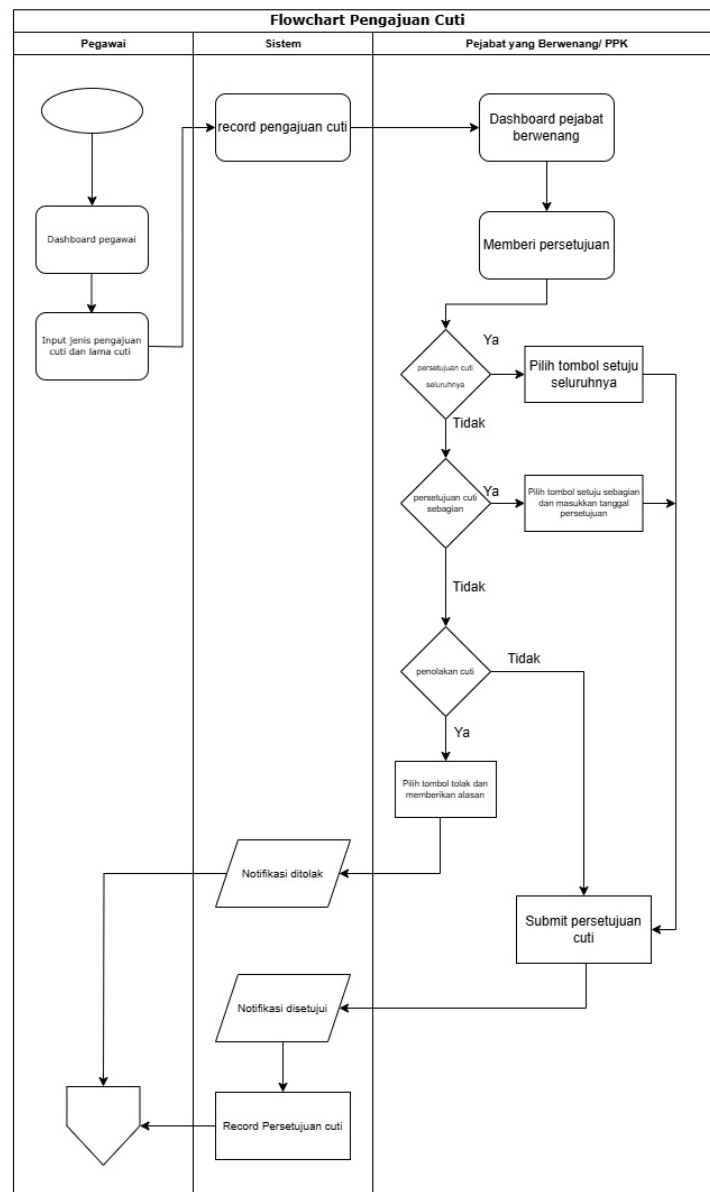 Flowchart Pengajuan Cuti
Pegawai
Sistem
Pejabat yang Berwenang/ PPK
record pengajuan cuti
Dashboard pejabat
berwenang
Dashboard pegawai
Memberi persetujuan
Input jenis pengajuan
cuti dan lama cuti
persetujuan cuti
seluruhnya
Ya
Pilih tombol setuju
seluruhnya
Tidak
persetujuan cuti
sebagian
Ya
Pilih tombol setuju sebagian
dan masukkan tanggal
persetujuan
Tidak
penolakan cuti
Tidak
Ya
Pilih tombol tolak dan
memberikan alasan
Notifikasi ditolak
Submit persetujuan
cuti
Notifikasi disetujui
Record Persetujuan cuti